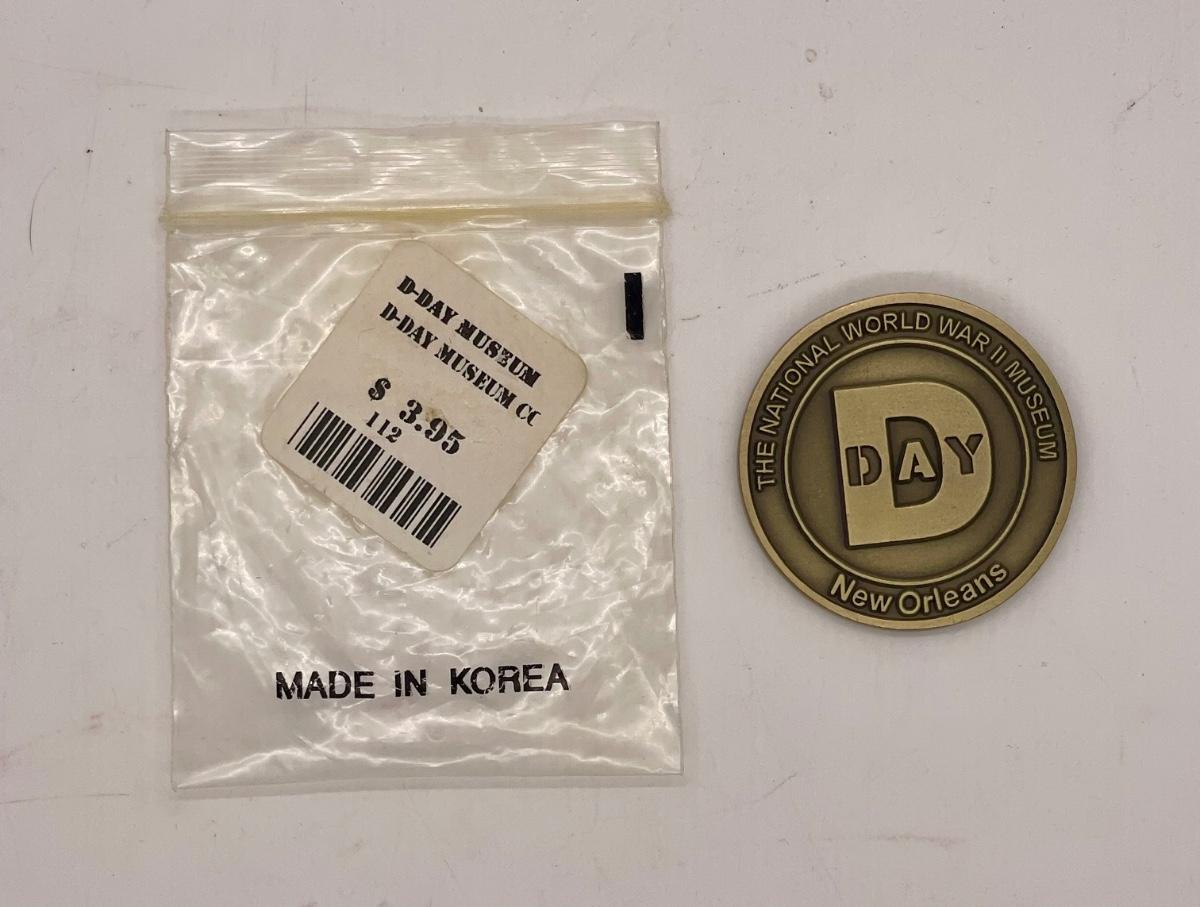 D-DAY MUSEUM
D-DAY MUSEUM CO
$ 3.95
112
MADE IN KOREA
THE NATIONAL WORLD WAR II MUSEUM
D DAY
New Orleans